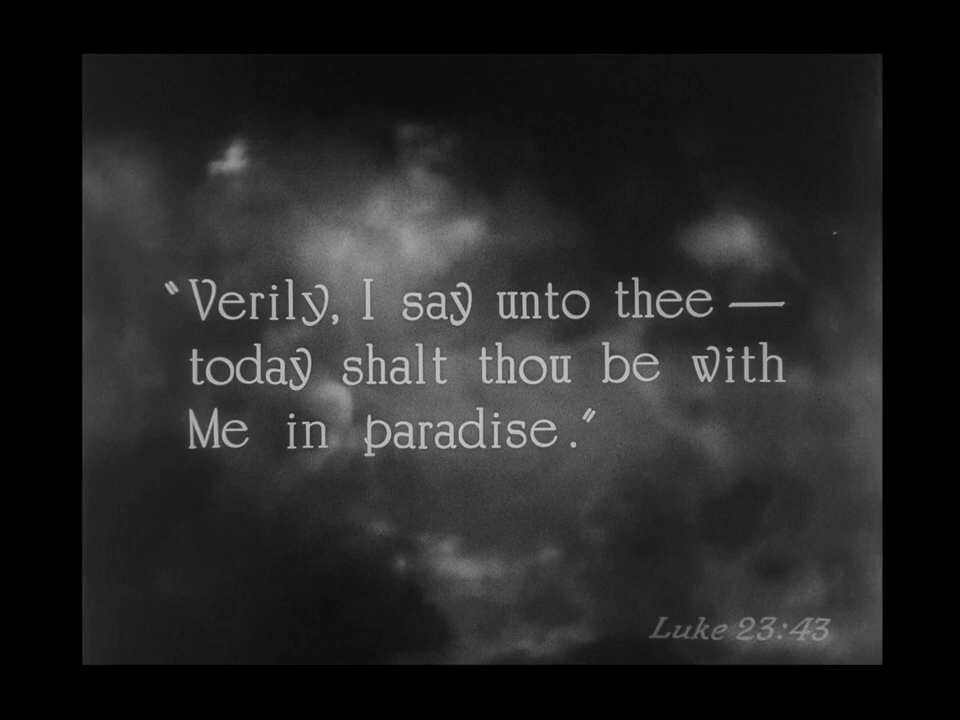 "Verily, I say unto thee —
today shalt thou be with
Me in paradise."
Luke 23:43